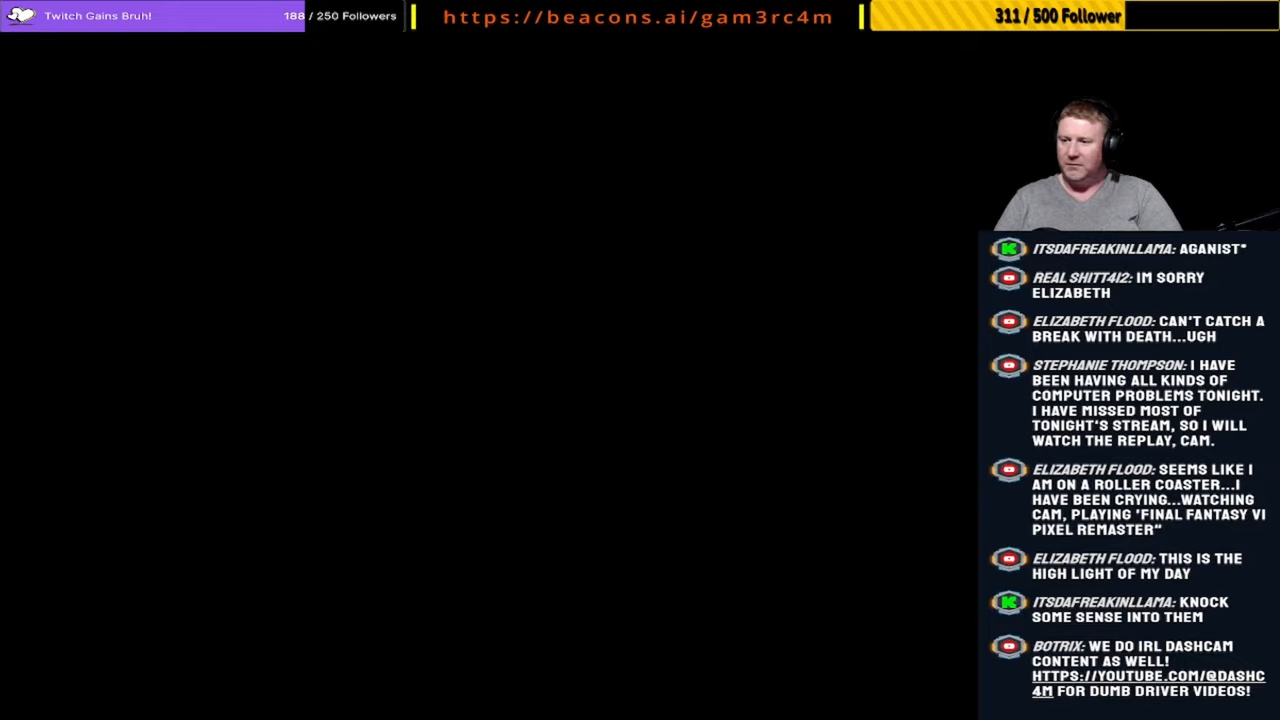 Twitch Gains Bruh!
188 / 250 Followers
https://beacons.ai/gam3rc4m
311 / 500 Follower
ITSDAFREAKINLLAMA: AGANIST*
REAL SHITT412: IM SORRY
ELIZABETH
ELIZABETH FLOOD: CAN'T CATCH A
BREAK WITH DEATH...UGH
STEPHANIE THOMPSON: I HAVE
BEEN HAVING ALL KINDS OF
COMPUTER PROBLEMS TONIGHT.
I HAVE MISSED MOST OF
TONIGHT'S STREAM, SO I WILL
WATCH THE REPLAY, CAM.
ELIZABETH FLOOD: SEEMS LIKE I
AM ON A ROLLER COASTER...I
HAVE BEEN CRYING...WATCHING
CAM, PLAYING 'FINAL FANTASY VI
PIXEL REMASTER"
ELIZABETH FLOOD: THIS IS THE
HIGH LIGHT OF MY DAY
ITSDAFREAKINLLAMA: KNOCK
SOME SENSE INTO THEM
BOTRIX: WE DO IRL DASHCAM
CONTENT AS WELL!
HTTPS://YOUTUBE.COM/@DASHC
4M FOR DUMB DRIVER VIDEOS!